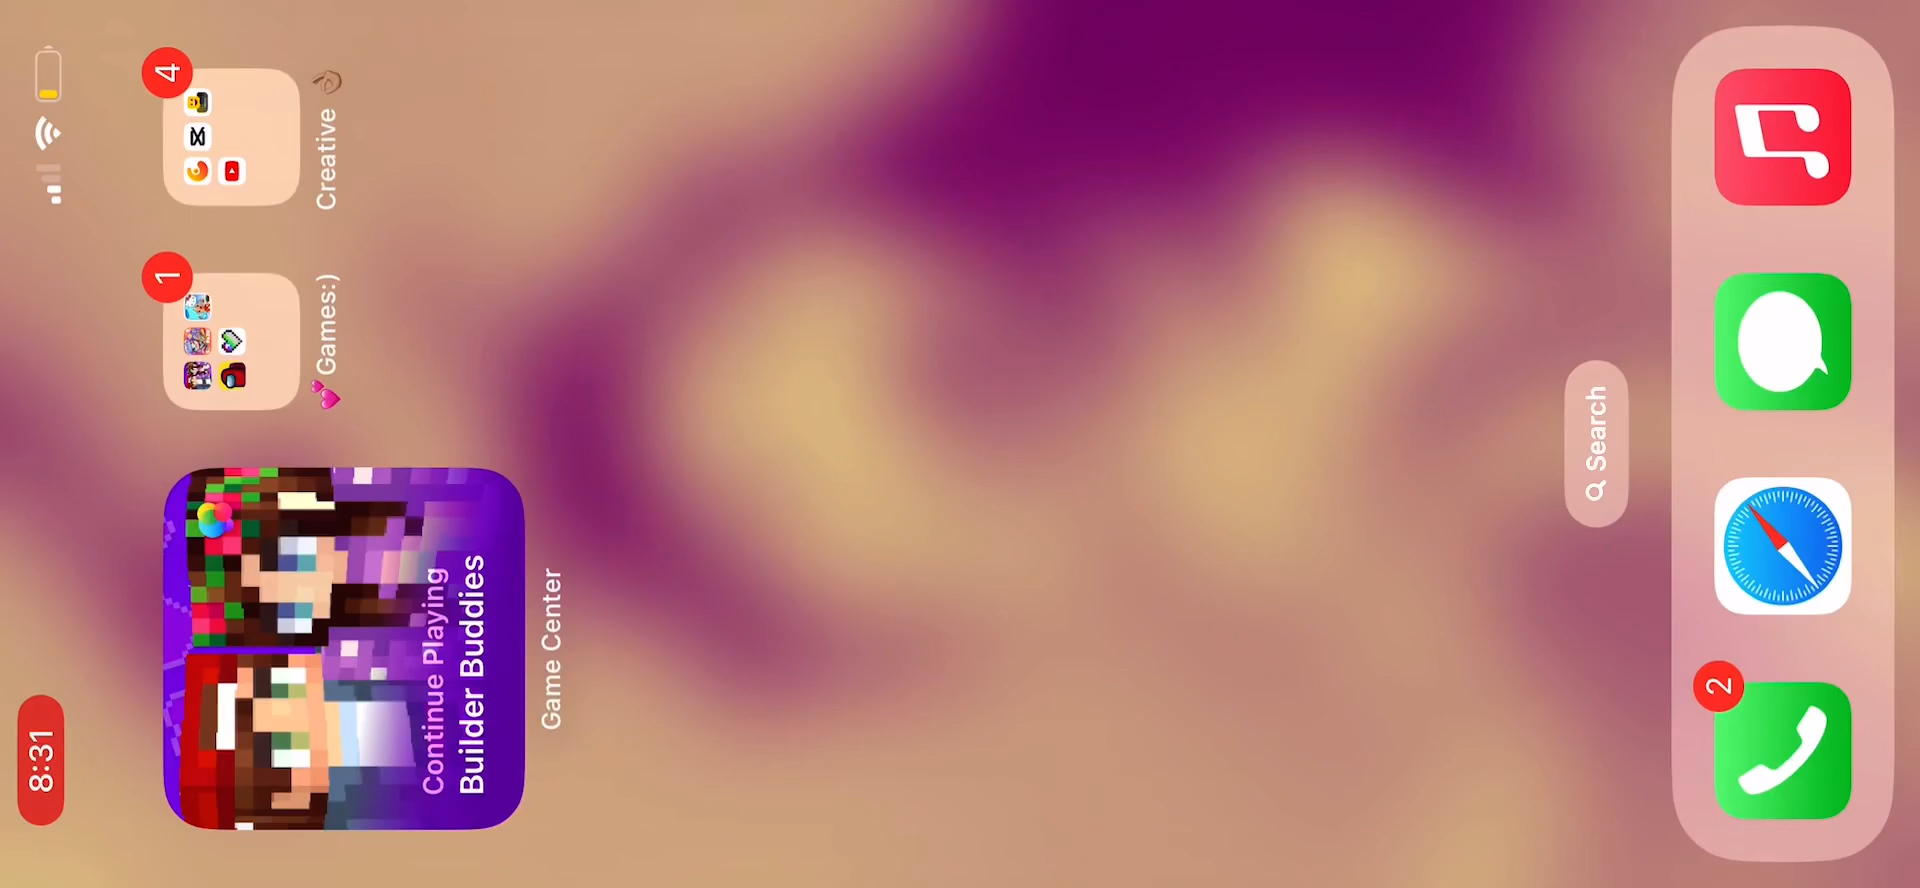 8:31
Continue Playing
Builder Buddies
Game Center
1
💕 Games:)
4
Creative 👌🏽
Search
2